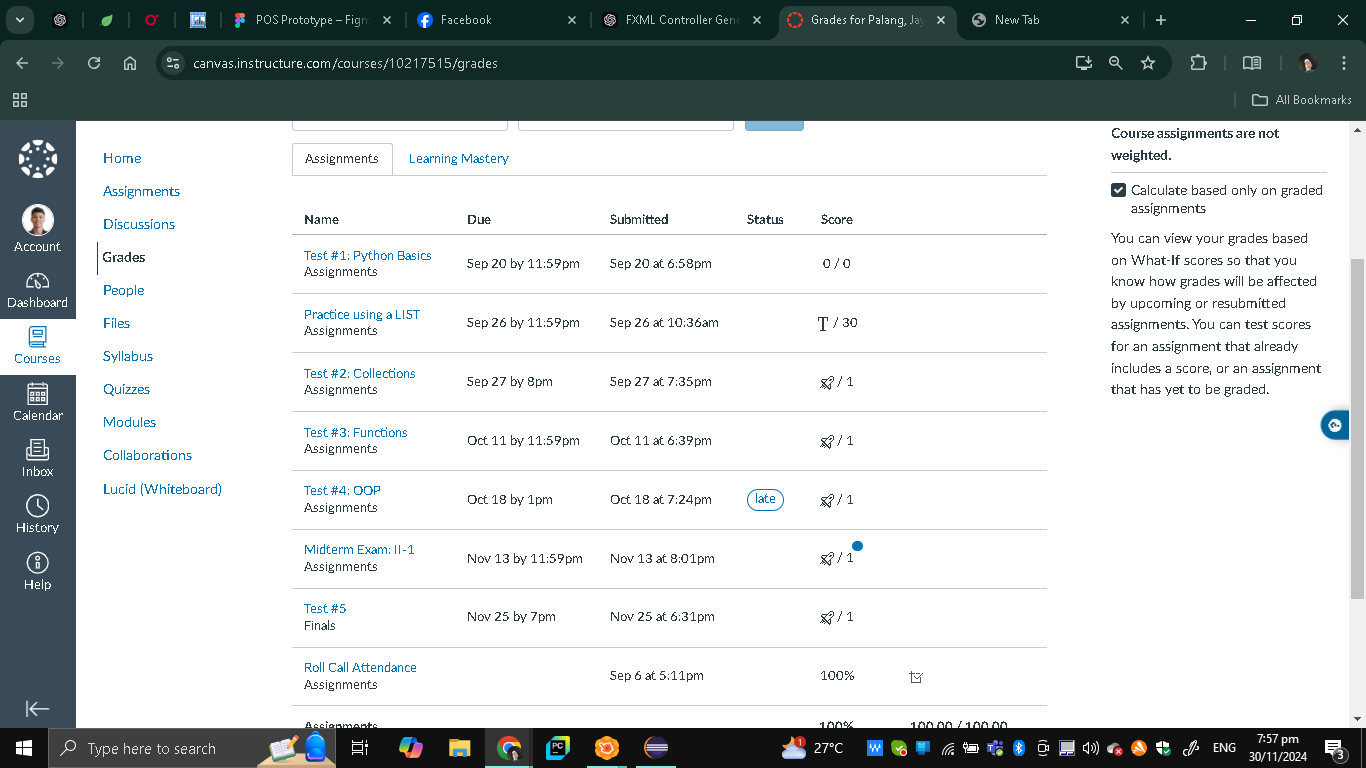 POS Prototype – Figm
Facebook
FXML Controller Gene
Grades for Palang, Jay
New Tab
canvas.instructure.com/courses/10217515/grades
All Bookmarks
Account
Dashboard
Courses
Calendar
Inbox
History
Help
Home
Assignments
Discussions
Grades
People
Files
Syllabus
Quizzes
Modules
Collaborations
Lucid (Whiteboard)
Assignments Learning Mastery
Name Due Submitted Status Score
Test #1: Python Basics
Assignments
Sep 20 by 11:59pm Sep 20 at 6:58pm 0 / 0
Practice using a LIST
Assignments
Sep 26 by 11:59pm Sep 26 at 10:36am / 30
Test #2: Collections
Assignments
Sep 27 by 8pm Sep 27 at 7:35pm / 1
Test #3: Functions
Assignments
Oct 11 by 11:59pm Oct 11 at 6:39pm / 1
Test #4: OOP
Assignments
Oct 18 by 1pm Oct 18 at 7:24pm late / 1
Midterm Exam: II-1
Assignments
Nov 13 by 11:59pm Nov 13 at 8:01pm / 1
Test #5
Finals
Nov 25 by 7pm Nov 25 at 6:31pm / 1
Roll Call Attendance
Assignments
Sep 6 at 5:11pm 100%
Assignments 100% 100.00 / 100.00
Course assignments are not
weighted.
Calculate based only on graded
assignments
You can view your grades based
on What-If scores so that you
know how grades will be affected
by upcoming or resubmitted
assignments. You can test scores
for an assignment that already
includes a score, or an assignment
that has yet to be graded.
Type here to search
PC
1
27°C
W
ENG
7:57 pm
30/11/2024
3